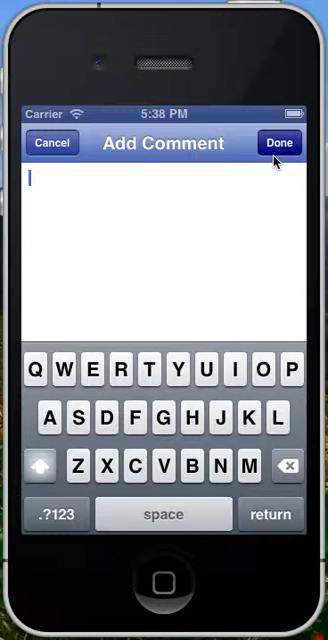 Carrier 5:38 PM
Cancel Add Comment Done
Q W E R T Y U I O P
A S D F G H J K L
Z X C V B N M
.?123 space return